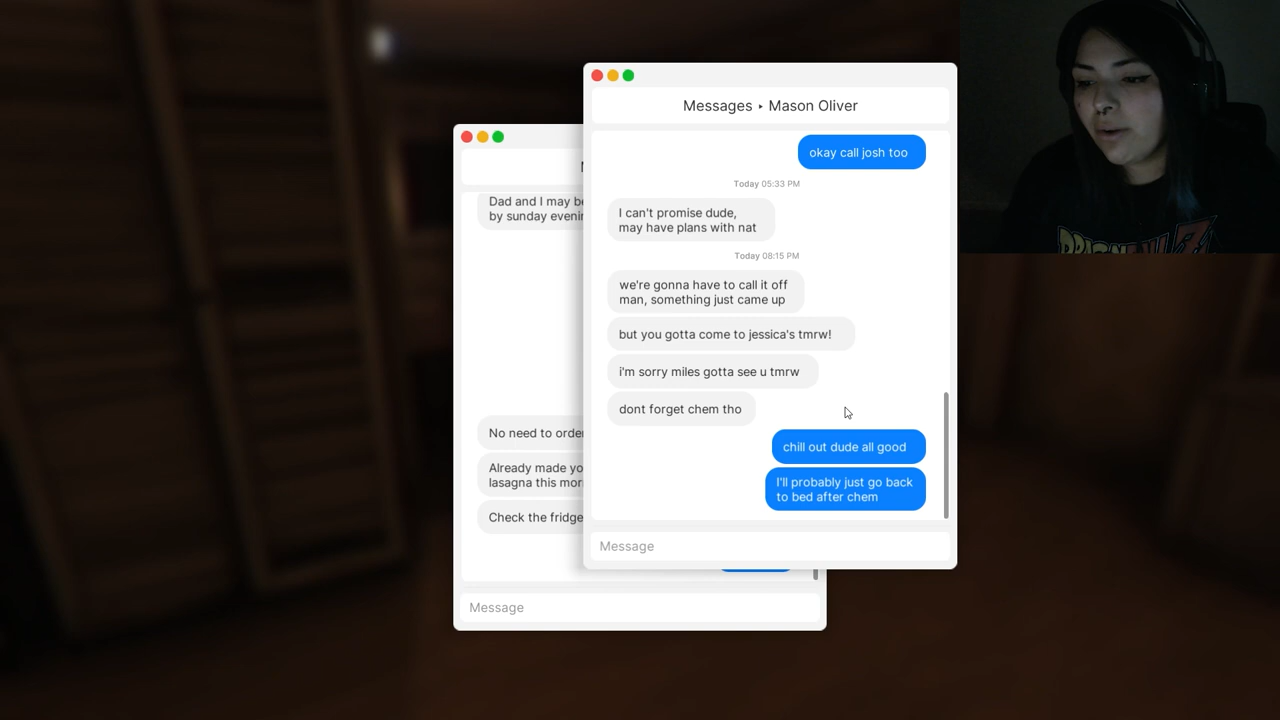 Messages ▸ Mason Oliver
okay call josh too
Today 05:33 PM
I can't promise dude,
may have plans with nat
Today 08:15 PM
we're gonna have to call it off
man, something just came up
but you gotta come to jessica's tmrw!
i'm sorry miles gotta see u tmrw
dont forget chem tho
chill out dude all good
I'll probably just go back
to bed after chem
Message
Dad and I may be
by sunday
No need to
Already made
lasagna this
Check the fridge
Message